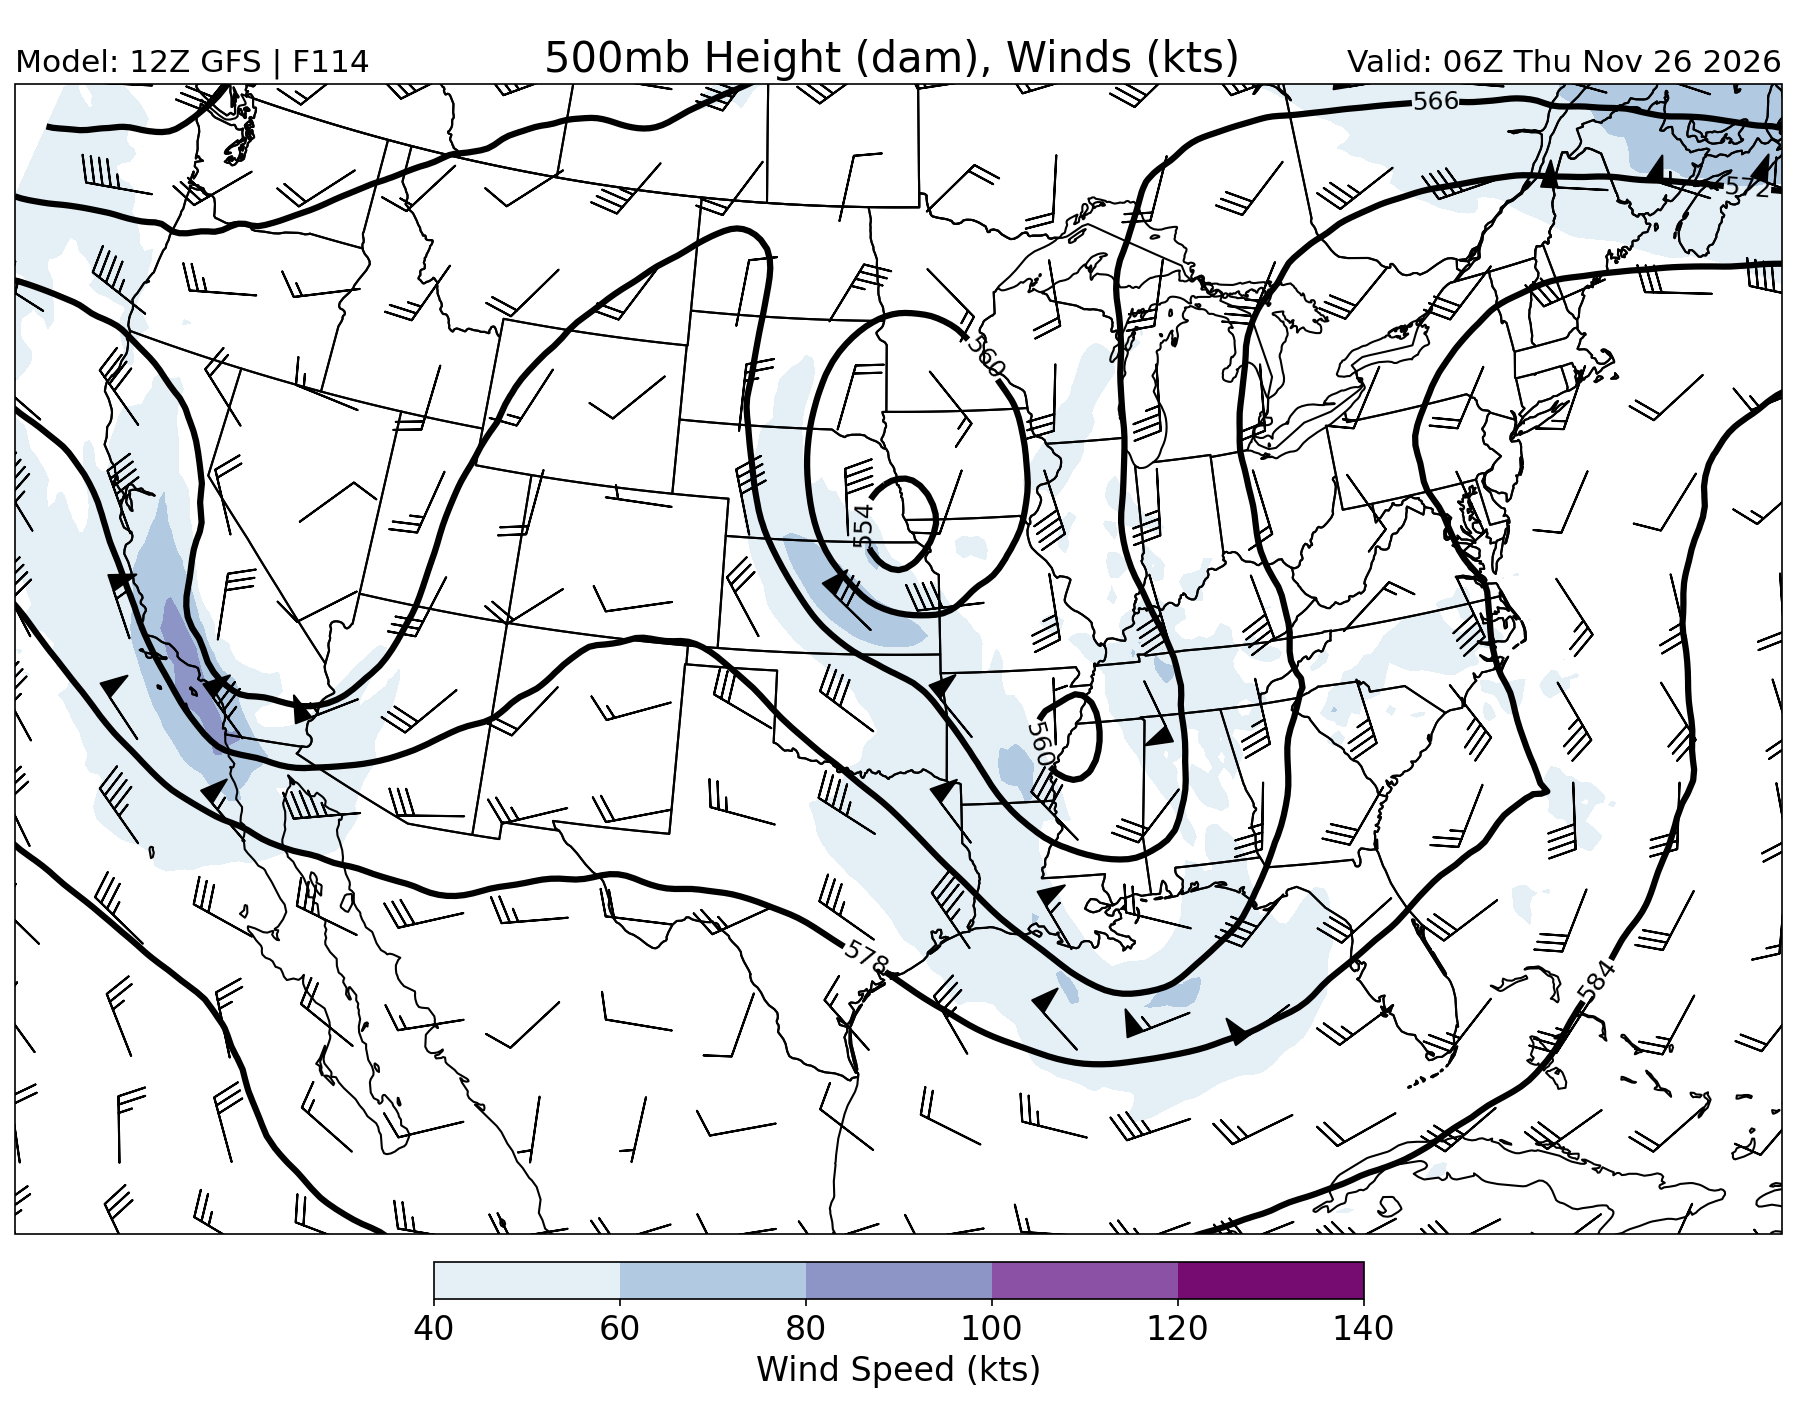 Model: 12Z GFS | F114
500mb Height (dam), Winds (kts)
Valid: 06Z Thu Nov 26 2026
566
572
560
554
560
578
584
40 60 80 100 120 140
Wind Speed (kts)